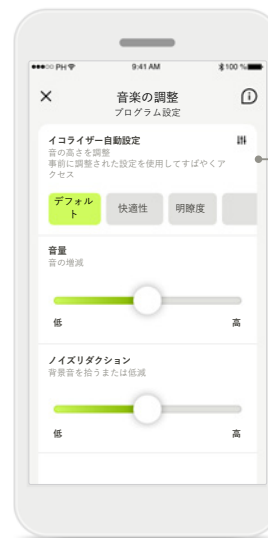 ●●●○○ PH 9:41 AM 100 %
音楽の調整
プログラム設定
イコライザー自動設定
音の高さを調整
事前に調整された設定を使用してすばやくア
クセス
デフォル
ト
快適性
明瞭度
音量
音の増減
低 高
ノイズリダクション
背景音を拾うまたは低減
低 高